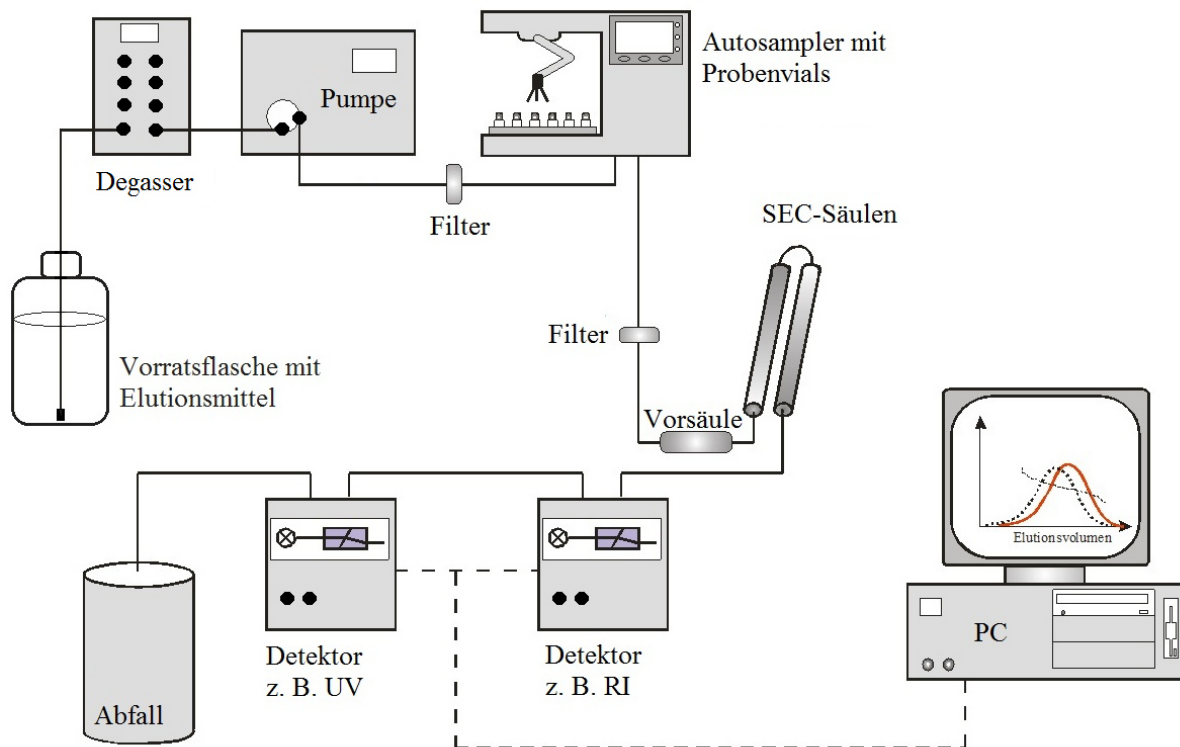 Autosampler mit
Probenvials
Pumpe
Degasser
Filter
SEC-Säulen
Filter
Vorratsflasche mit
Elutionsmittel
Vorsäule
Elutionsvolumen
PC
Detektor
z. B. UV
Detektor
z. B. RI
Abfall